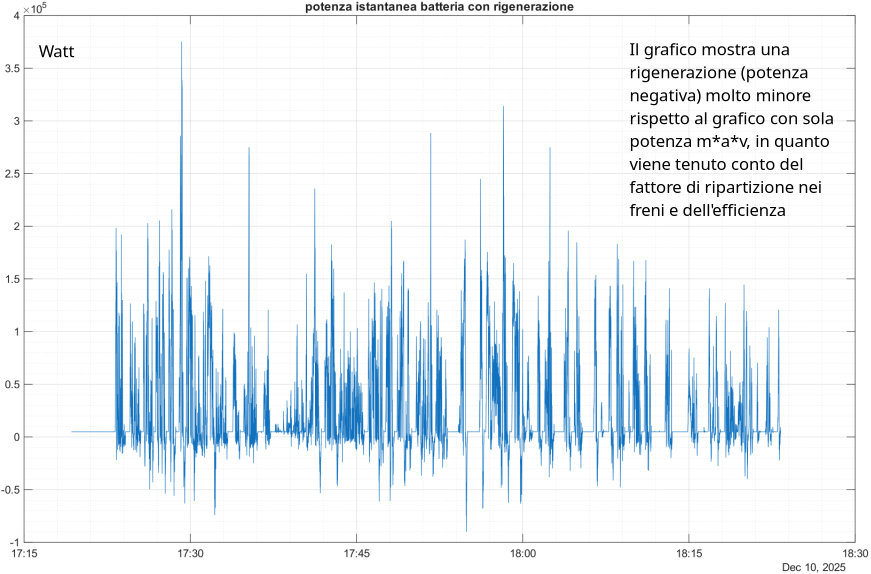 potenza istantanea batteria con rigenerazione
×10⁵
Watt
Il grafico mostra una
rigenerazione (potenza
negativa) molto minore
rispetto al grafico con sola
potenza m*a*v, in quanto
viene tenuto conto del
fattore di ripartizione nei
freni e dell'efficienza
4
3.5
3
2.5
2
1.5
1
0.5
0
-0.5
-1
17:15 17:30 17:45 18:00 18:15 18:30
Dec 10, 2025